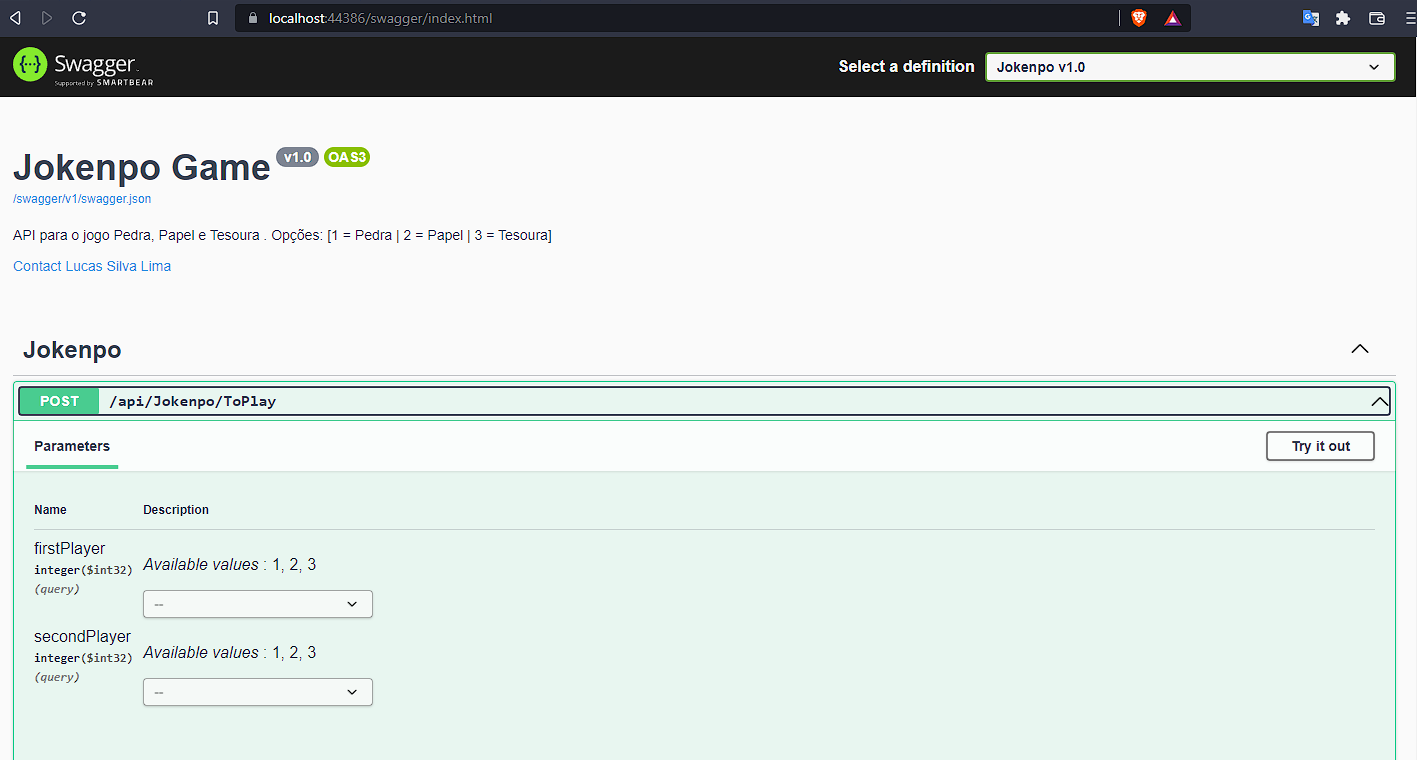 localhost:44386/swagger/index.html
{···} Swagger.
Supported by SMARTBEAR
Select a definition
Jokenpo v1.0
Jokenpo Game v1.0 OAS3
/swagger/v1/swagger.json
API para o jogo Pedra, Papel e Tesoura . Opções: [1 = Pedra | 2 = Papel | 3 = Tesoura]
Contact Lucas Silva Lima
Jokenpo
POST /api/Jokenpo/ToPlay
Parameters
Try it out
Name Description
firstPlayer
integer($int32)
(query)
Available values : 1, 2, 3
--
secondPlayer
integer($int32)
(query)
Available values : 1, 2, 3
--